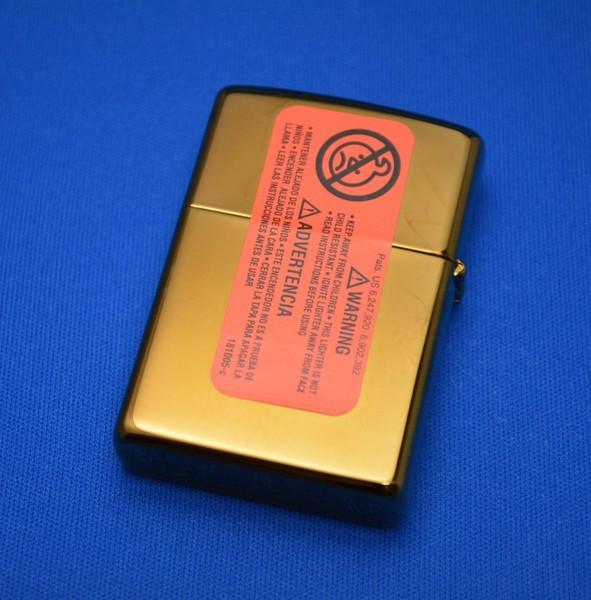 Pats. US 6,247,920 6,902,392
⚠ WARNING
• KEEP AWAY FROM CHILDREN • THIS LIGHTER IS NOT
CHILD RESISTANT • IGNITE LIGHTER AWAY FROM FACE
• READ INSTRUCTIONS BEFORE USING
⚠ ADVERTENCIA
• MANTENER ALEJADO DE LOS NIÑOS • ESTE ENCENDEDOR NO ES A PRUEBA DE
NIÑOS • ENCENDER ALEJADO DE LA CARA • CERRAR LA TAPA PARA APAGAR LA
LLAMA • LEER LAS INSTRUCCIONES ANTES DE USAR
181005-c